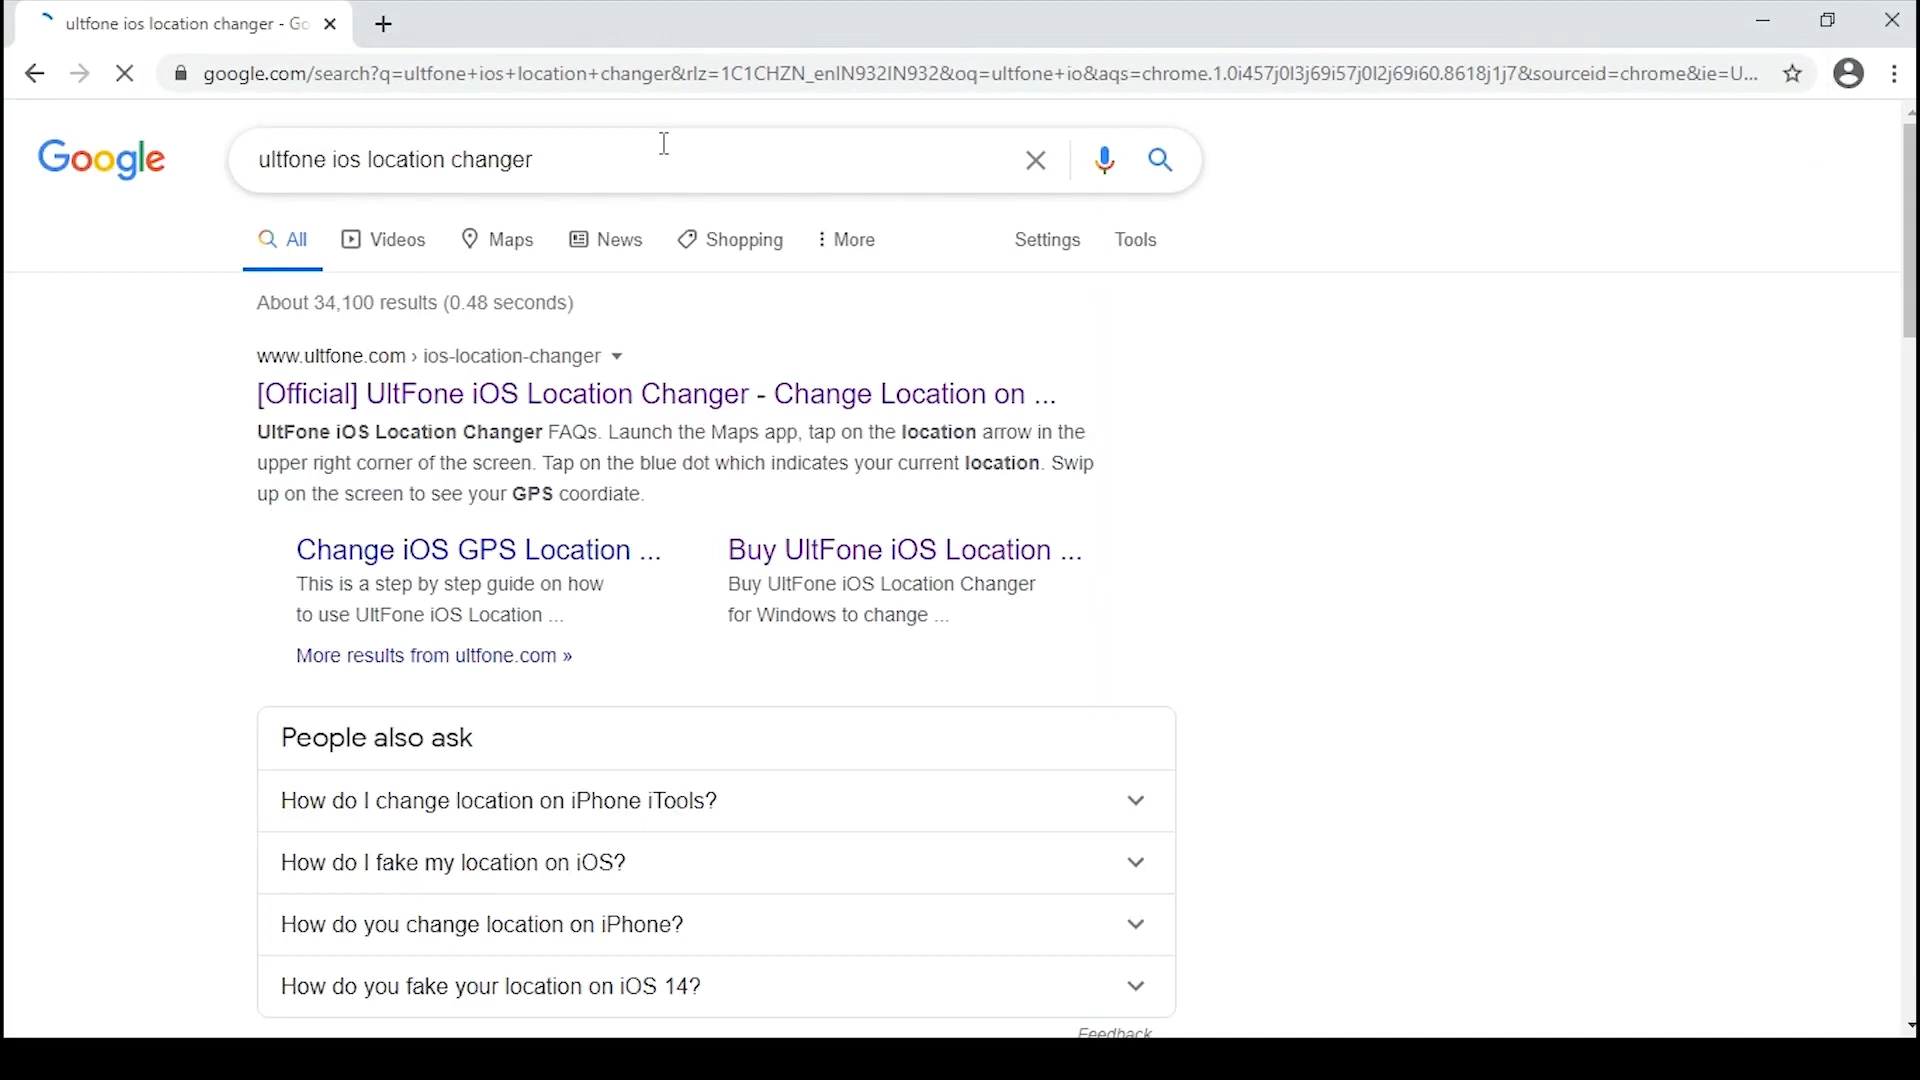 ultfone ios location changer - Go
google.com/search?q=ultfone+ios+location+changer&rlz=1C1CHZN_enIN932IN932&oq=ultfone+io&aqs=chrome.1.0i457j0l3j69i57j0l2j69i60.8618j1j7&sourceid=chrome&ie=U...
Google
ultfone ios location changer
All Videos Maps News Shopping More Settings Tools
About 34,100 results (0.48 seconds)
www.ultfone.com › ios-location-changer
[Official] UltFone iOS Location Changer - Change Location on ...
UltFone iOS Location Changer FAQs. Launch the Maps app, tap on the location arrow in the
upper right corner of the screen. Tap on the blue dot which indicates your current location. Swip
up on the screen to see your GPS coordiate.
Change iOS GPS Location ...
This is a step by step guide on how
to use UltFone iOS Location ...
Buy UltFone iOS Location ...
Buy UltFone iOS Location Changer
for Windows to change ...
More results from ultfone.com »
People also ask
How do I change location on iPhone iTools?
How do I fake my location on iOS?
How do you change location on iPhone?
How do you fake your location on iOS 14?
Feedback